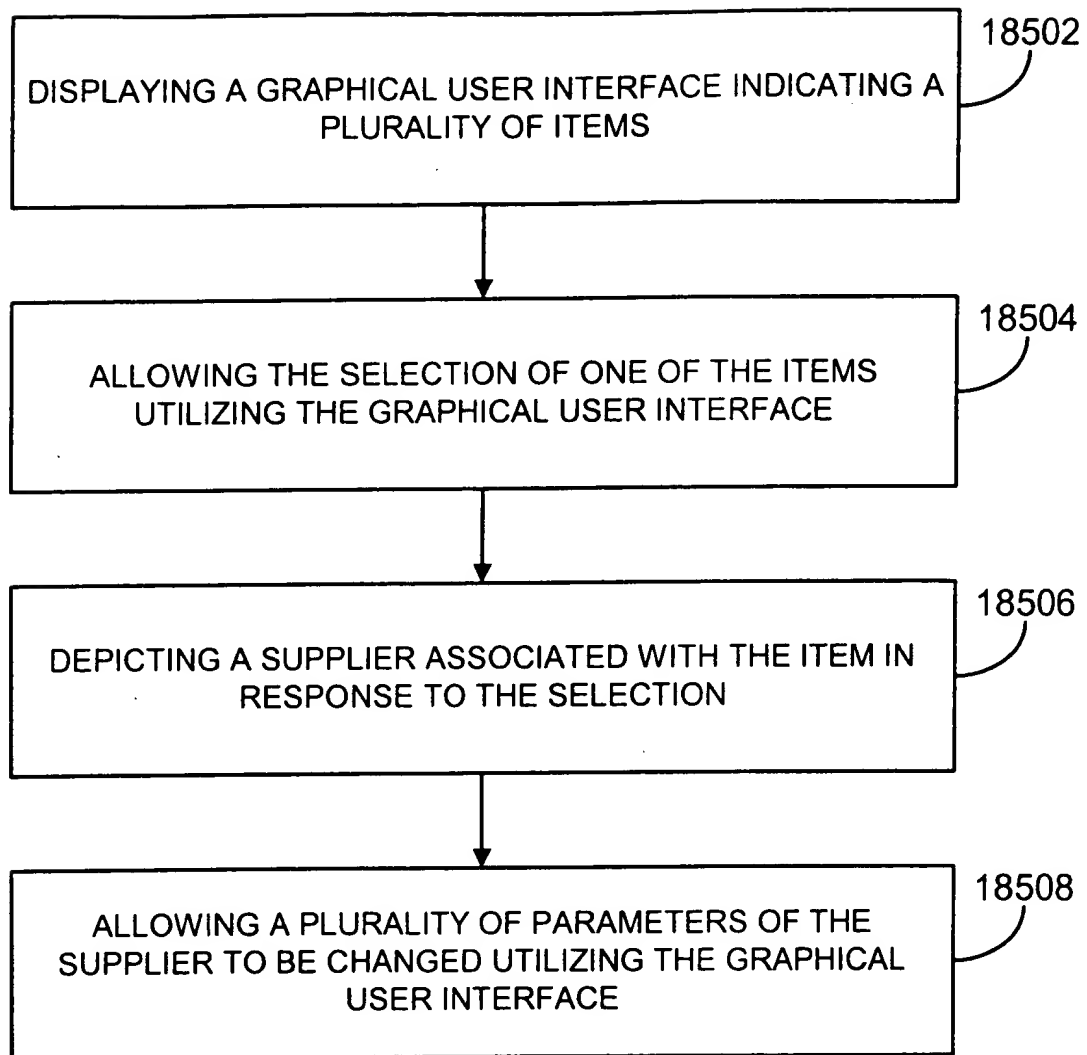 18502
DISPLAYING A GRAPHICAL USER INTERFACE INDICATING A
PLURALITY OF ITEMS
18504
ALLOWING THE SELECTION OF ONE OF THE ITEMS
UTILIZING THE GRAPHICAL USER INTERFACE
18506
DEPICTING A SUPPLIER ASSOCIATED WITH THE ITEM IN
RESPONSE TO THE SELECTION
18508
ALLOWING A PLURALITY OF PARAMETERS OF THE
SUPPLIER TO BE CHANGED UTILIZING THE GRAPHICAL
USER INTERFACE